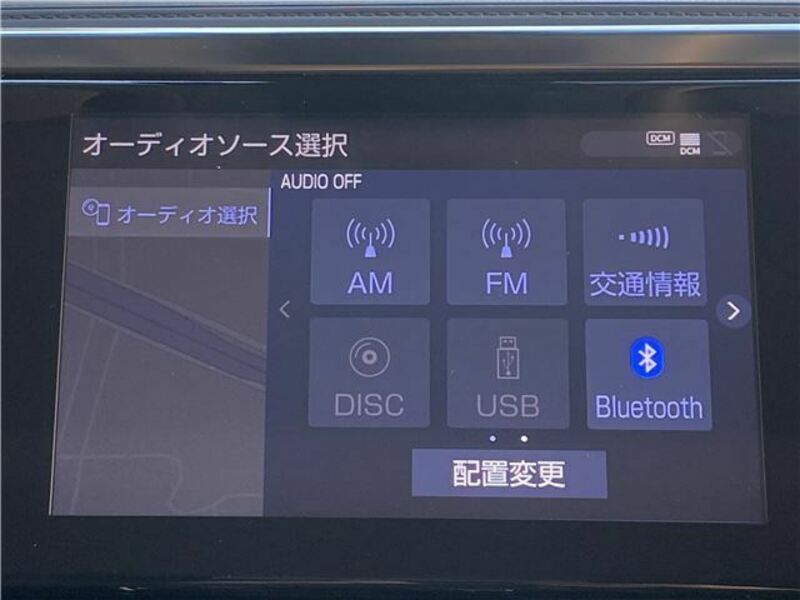 オーディオソース選択
DCM
DCM
AUDIO OFF
オーディオ選択
AM
FM
交通情報
DISC
USB
Bluetooth
配置変更